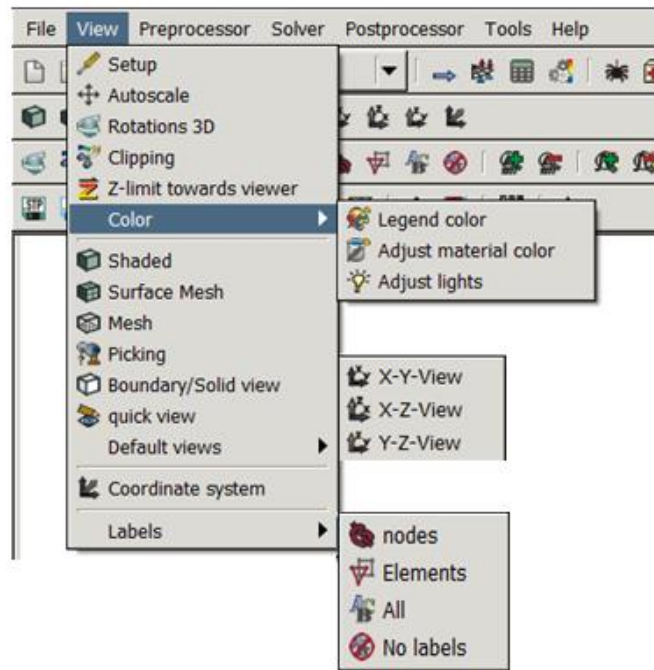 File View Preprocessor Solver Postprocessor Tools Help
Setup
Autoscale
Rotations 3D
Clipping
Z-limit towards viewer
Color
Legend color
Adjust material color
Adjust lights
Shaded
Surface Mesh
Mesh
Picking
Boundary/Solid view
quick view
Default views
X-Y-View
X-Z-View
Y-Z-View
Coordinate system
Labels
nodes
Elements
All
No labels